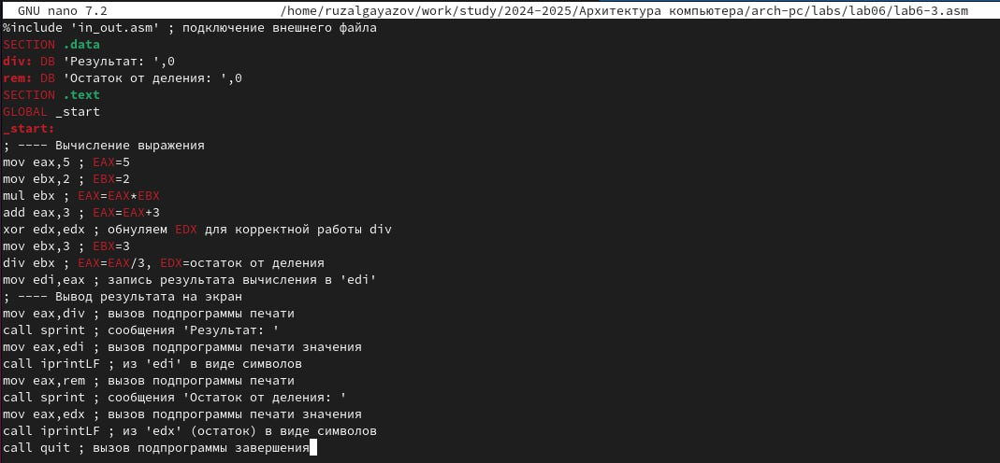 GNU nano 7.2 /home/ruzalgayazov/work/study/2024-2025/Архитектура компьютера/arch-pc/labs/lab06/lab6-3.asm
%include 'in_out.asm' ; подключение внешнего файла
SECTION .data
div: DB 'Результат: ',0
rem: DB 'Остаток от деления: ',0
SECTION .text
GLOBAL _start
_start:
; ---- Вычисление выражения
mov eax,5 ; EAX=5
mov ebx,2 ; EBX=2
mul ebx ; EAX=EAX*EBX
add eax,3 ; EAX=EAX+3
xor edx,edx ; обнуляем EDX для корректной работы div
mov ebx,3 ; EBX=3
div ebx ; EAX=EAX/3, EDX=остаток от деления
mov edi,eax ; запись результата вычисления в 'edi'
; ---- Вывод результата на экран
mov eax,div ; вызов подпрограммы печати
call sprint ; сообщения 'Результат: '
mov eax,edi ; вызов подпрограммы печати значения
call iprintLF ; из 'edi' в виде символов
mov eax,rem ; вызов подпрограммы печати
call sprint ; сообщения 'Остаток от деления: '
mov eax,edx ; вызов подпрограммы печати значения
call iprintLF ; из 'edx' (остаток) в виде символов
call quit ; вызов подпрограммы завершения